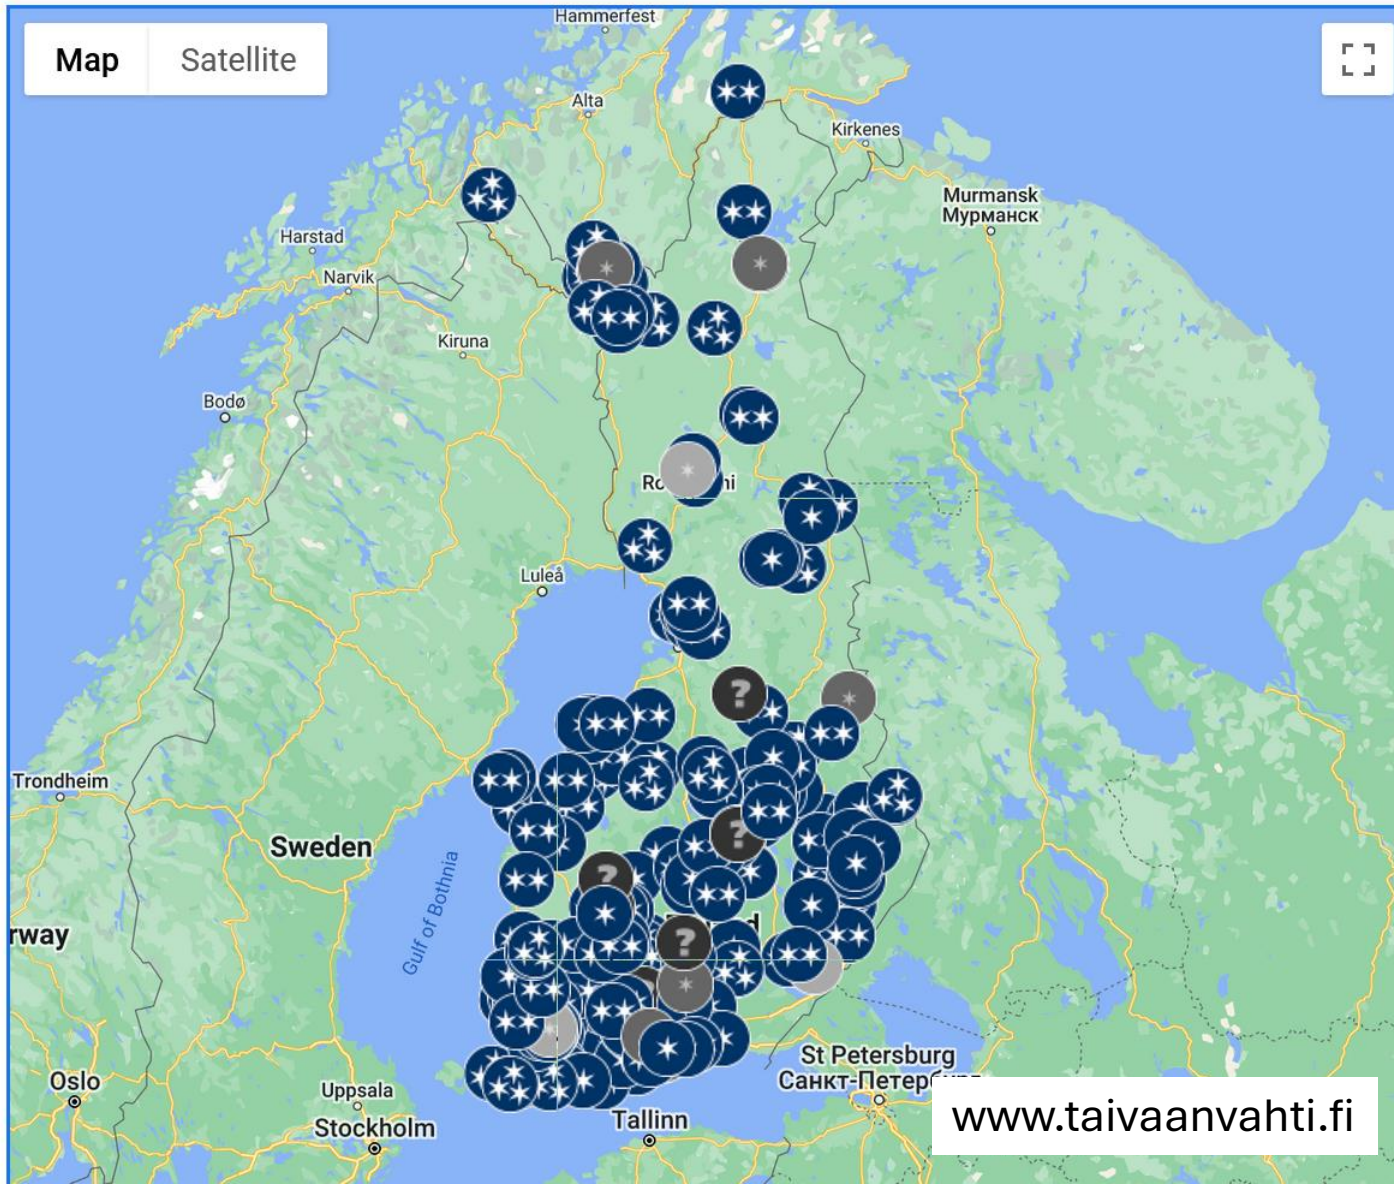 Hammerfest
Map
Satellite
Alta
Kirkenes
Murmansk
Мурманск
Harstad
Narvik
Kiruna
Bodø
Luleå
Trondheim
Sweden
Gulf of Bothnia
rway
Oslo
Uppsala
Stockholm
Tallinn
St Petersburg
www.taivaanvahti.fi